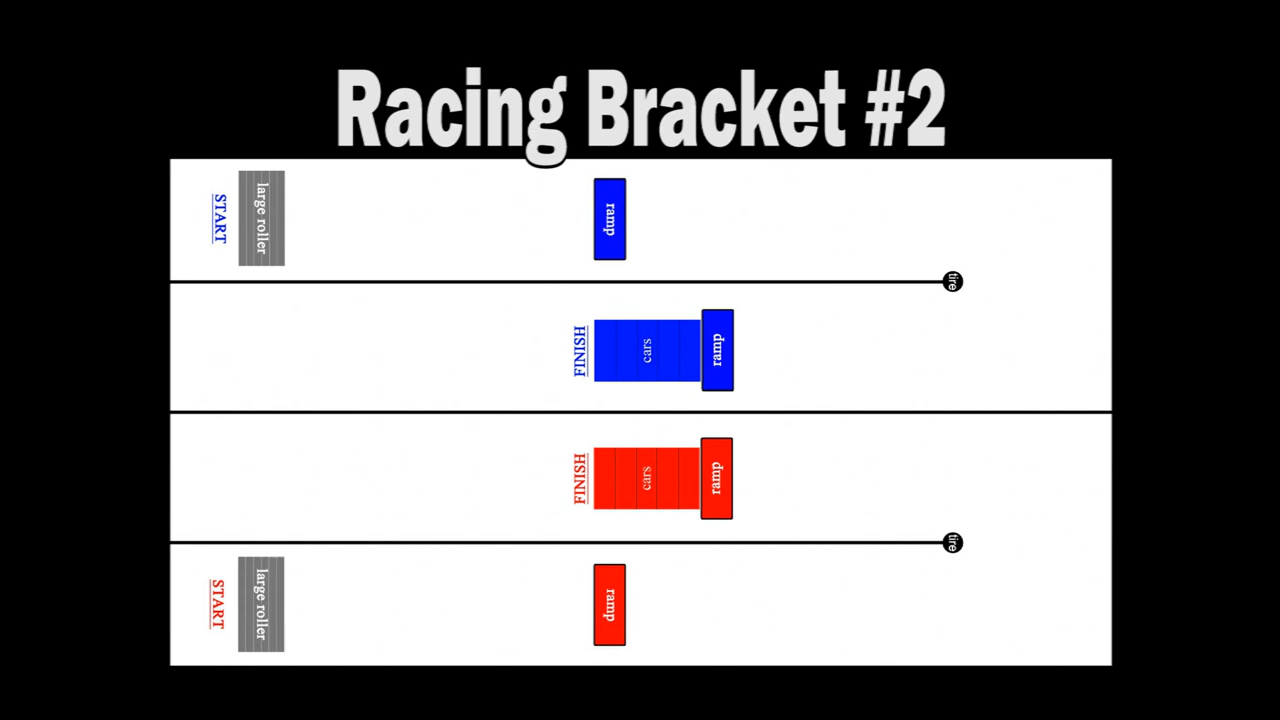 Racing Bracket #2
START
large roller
ramp
tire
FINISH
cars
ramp
FINISH
cars
ramp
tire
START
large roller
ramp